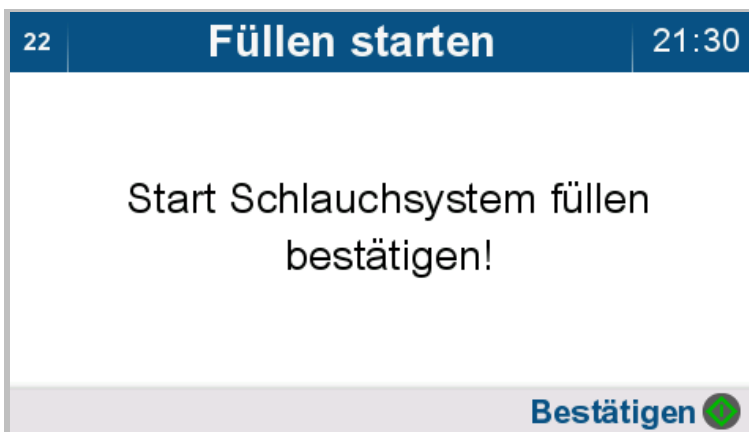 22 Füllen starten 21:30
Start Schlauchsystem füllen
bestätigen!
Bestätigen